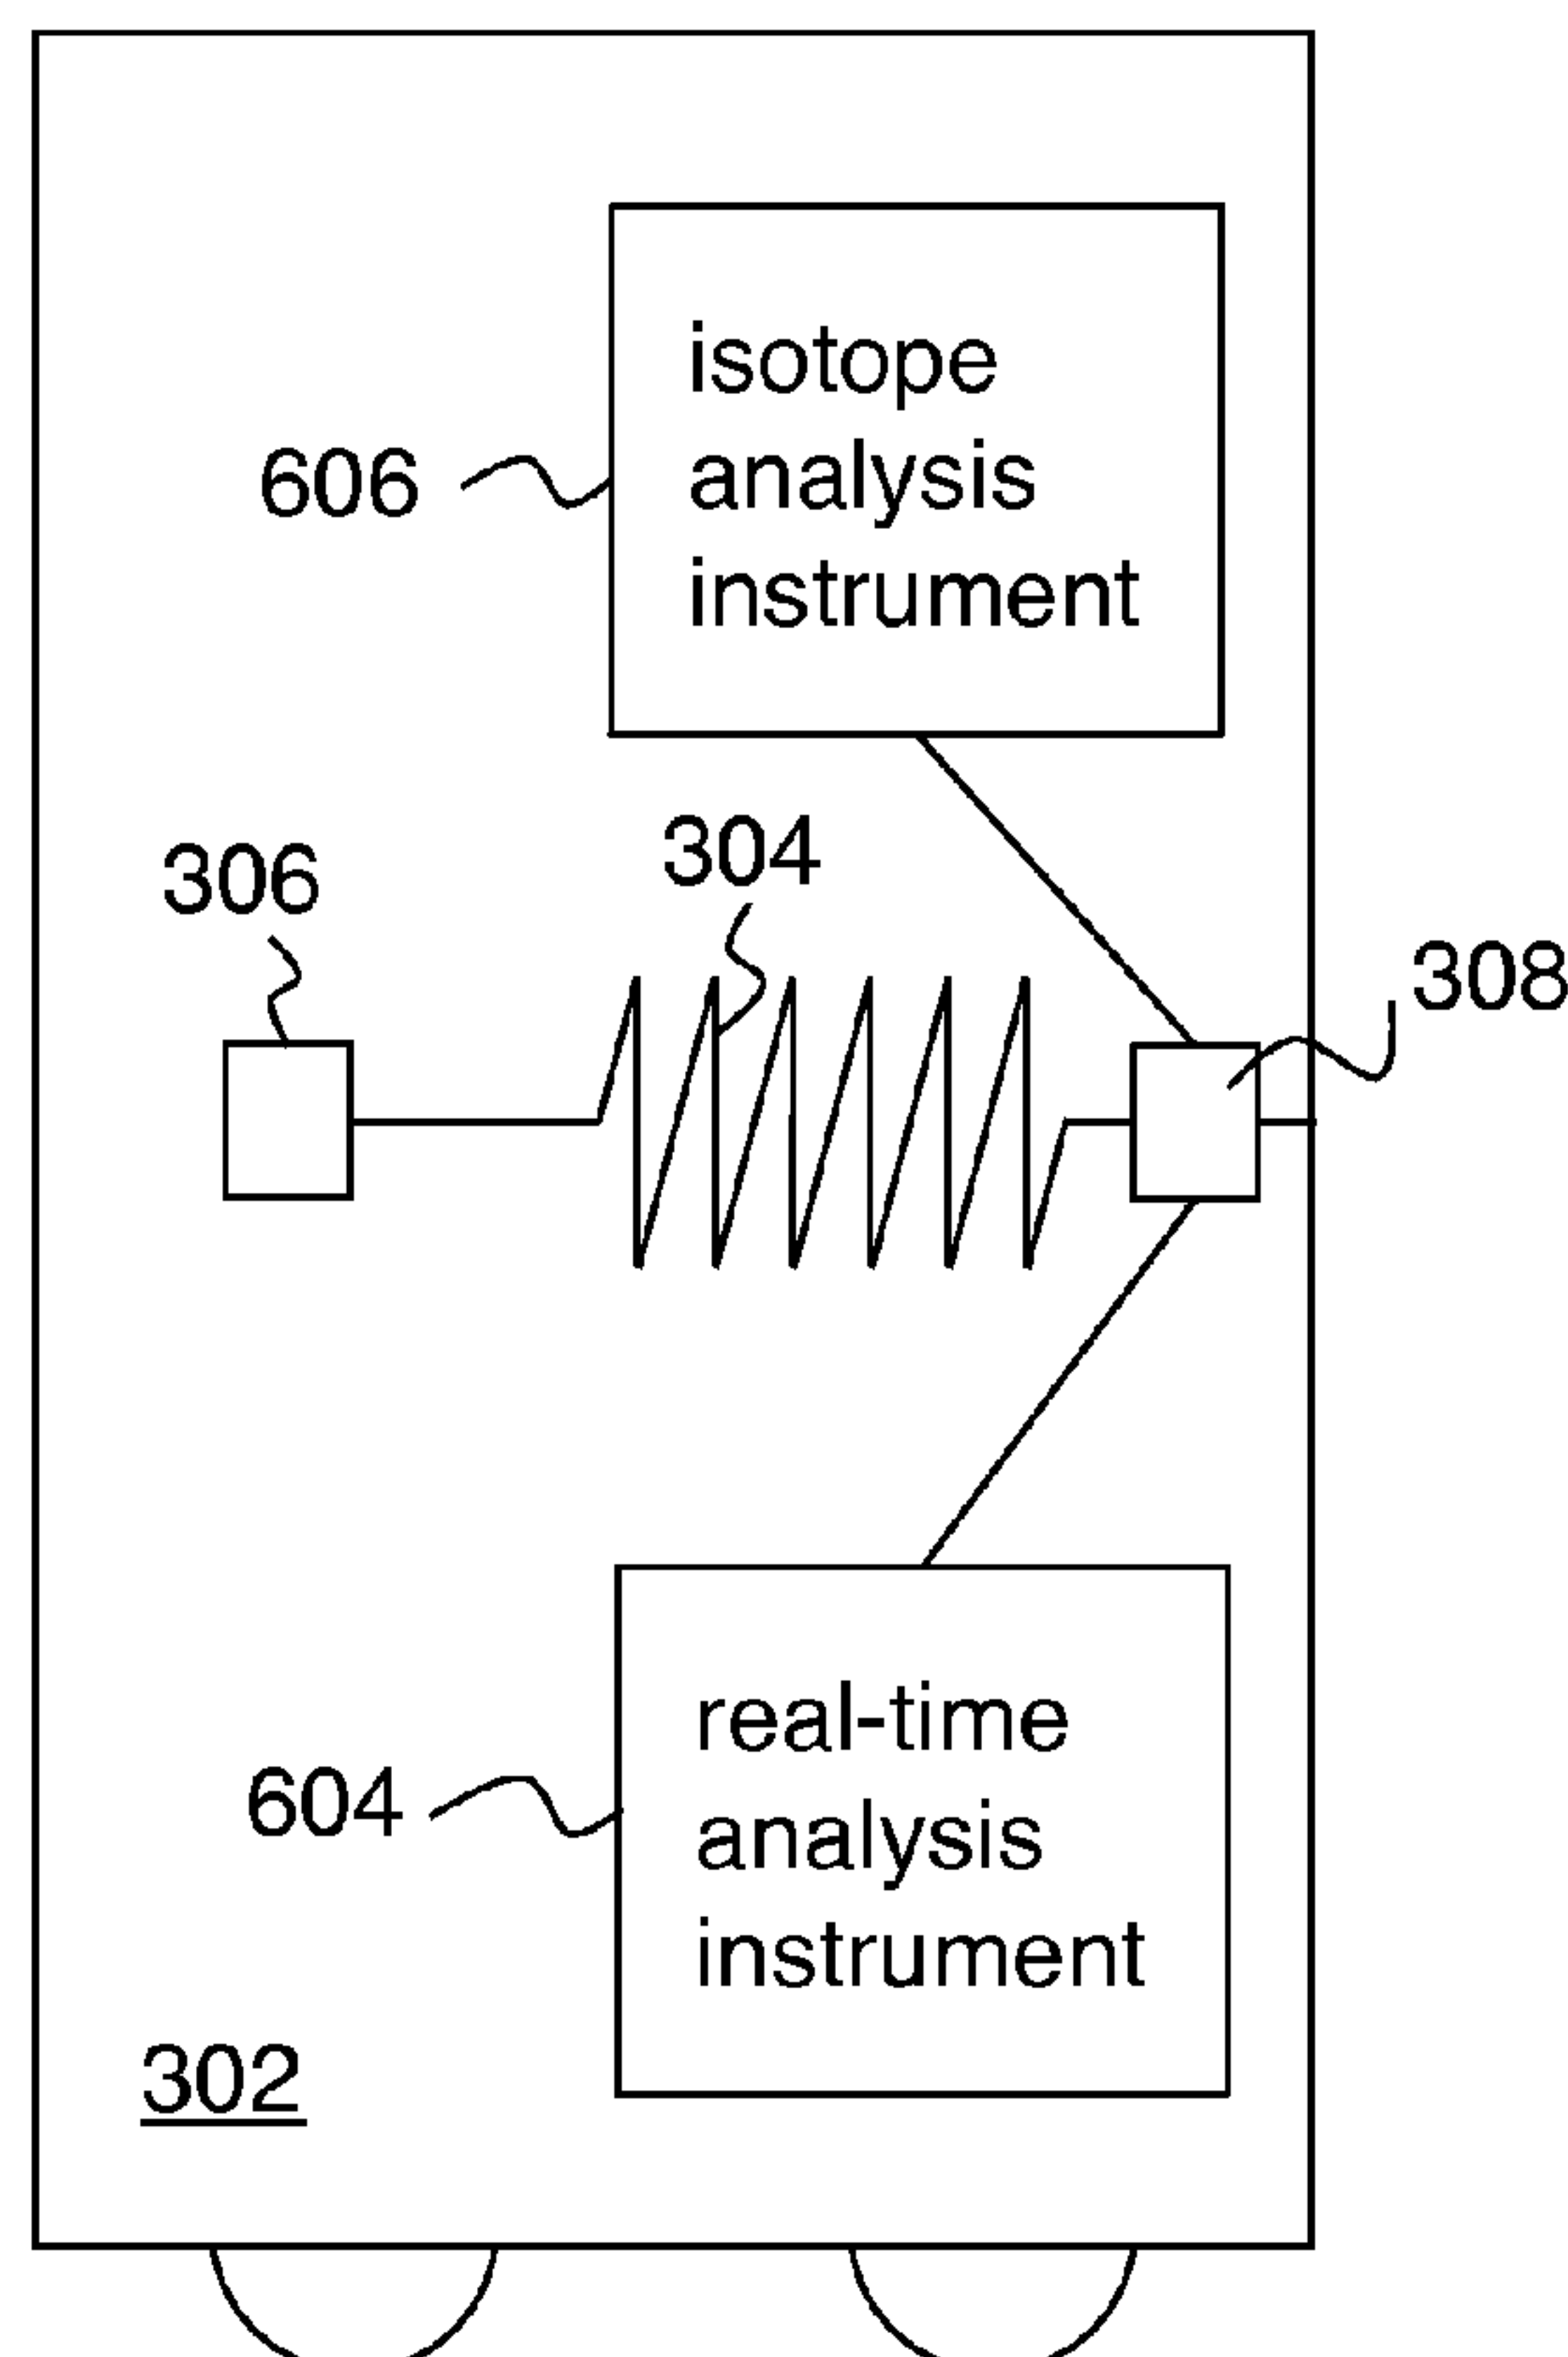 isotope
analysis
instrument
606
304
306
308
real-time
analysis
instrument
604
302